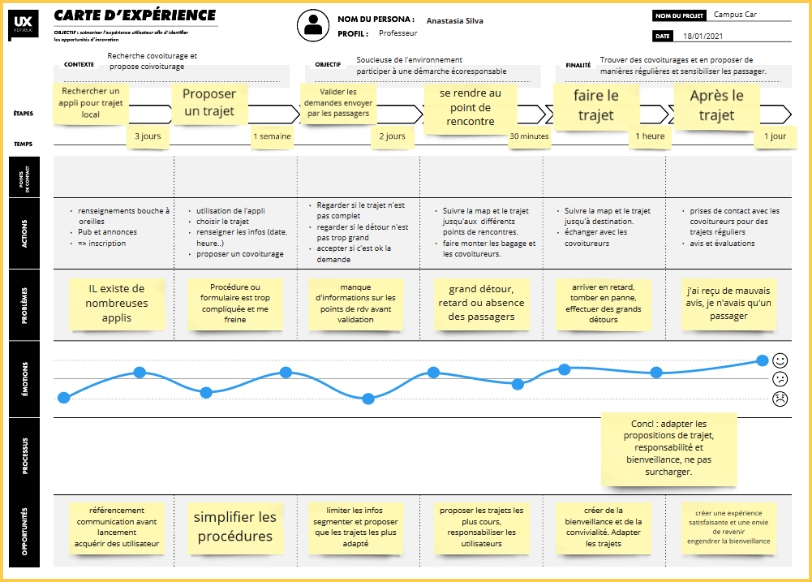 UX
REPUBLIC
CARTE D'EXPÉRIENCE
OBJECTIF : scénariser l'expérience utilisateur afin d'identifier
les opportunités d'innovation
NOM DU PERSONA : Anastasia Silva
PROFIL : Professeur
NOM DU PROJET Campus Car
DATE 18/01/2021
CONTEXTE
Recherche covoiturage et
propose coivoiturage
OBJECTIF
Soucieuse de l'environnement
participer à une démarche écoresponsable
FINALITÉ
Trouver des covoiturages et en proposer de
manières régulières et sensibiliser les passager.
ÉTAPES
Rechercher un
appli pour trajet
local
Proposer
un trajet
Valider les
demandes envoyer
par les passagers
se rendre au
point de
rencontre
faire le
trajet
Après le
trajet
TEMPS
3 jours
1 semaine
2 jours
30 minutes
1 heure
1 jour
POINTS
DE CONTACT
ACTIONS
• renseignements bouche à
oreilles
• Pub et annonces
• => inscription
• utilisation de l'appli
• choisir le trajet
• renseigner les infos (date,
heure..)
• proposer un covoiturage
• Regarder si le trajet n'est
pas complet
• regarder si le détour n'est
pas trop grand
• accepter si c'est ok la
demande
• Suivre la map et le trajet
jusqu'aux différents
points de rencontres.
• faire monter les bagage et
les covoitureurs.
• Suivre la map et le trajet
jusqu'à destination.
• échanger avec les
covoitureurs
• prises de contact avec les
covoitureurs pour des
trajets réguliers
• avis et évaluations
PROBLÈMES
IL existe de
nombreuses
applis
Procédure ou
formulaire est trop
compliquée et me
freine
manque
d'informations sur les
points de rdv avant
validation
grand détour,
retard ou absence
des passagers
arriver en retard,
tomber en panne,
effectuer des grands
détours
j'ai reçu de mauvais
avis, je n'avais qu'un
passager
ÉMOTIONS
PROCESSUS
Concl : adapter les
propositions de trajet,
responsabilité et
bienveillance, ne pas
surcharger.
OPPORTUNITÉS
référencement
communication avant
lancement
acquérir des utilisateur
simplifier les
procédures
limiter les infos
segmenter et proposer
que les trajets les plus
adapté
proposer les trajets les
plus cours,
responsabiliser les
utilisateurs
créer de la
bienveillance et de la
convivialité. Adapter
les trajets
créer une expérience
satisfaisante et une envie
de revenir
engendrer la bienveillance